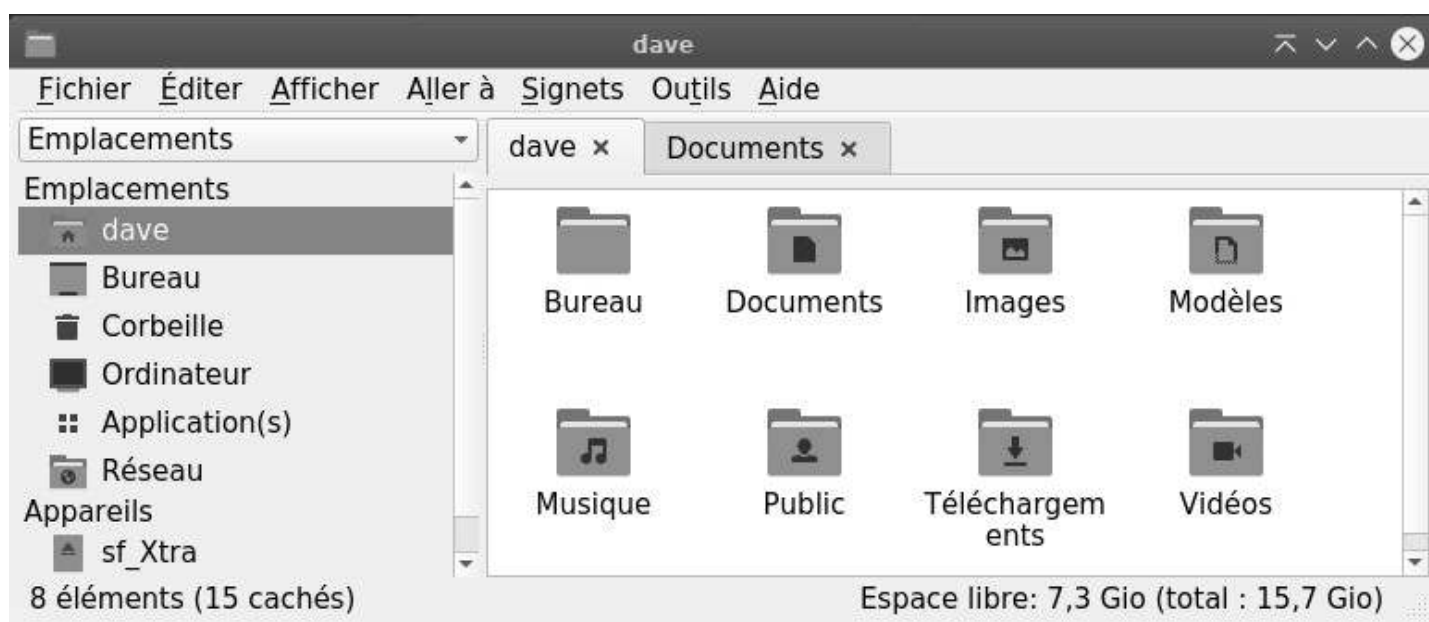 dave
Fichier Éditer Afficher Aller à Signets Outils Aide
Emplacements
dave
Documents
Emplacements
dave
Bureau
Corbeille
Ordinateur
Application(s)
Réseau
Appareils
sf_Xtra
Bureau Documents Images Modèles
Musique Public Téléchargem Vidéos
ents
8 éléments (15 cachés)
Espace libre: 7,3 Gio (total : 15,7 Gio)